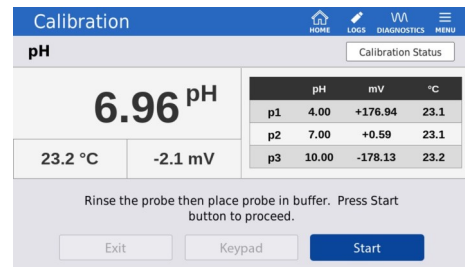 Calibration
HOME LOGS DIAGNOSTICS MENU
pH
Calibration Status
6.96 pH
23.2 °C -2.1 mV
pH mV °C
p1 4.00 +176.94 23.1
p2 7.00 +0.59 23.1
p3 10.00 -178.13 23.2
Rinse the probe then place probe in buffer. Press Start
button to proceed.
Exit Keypad Start